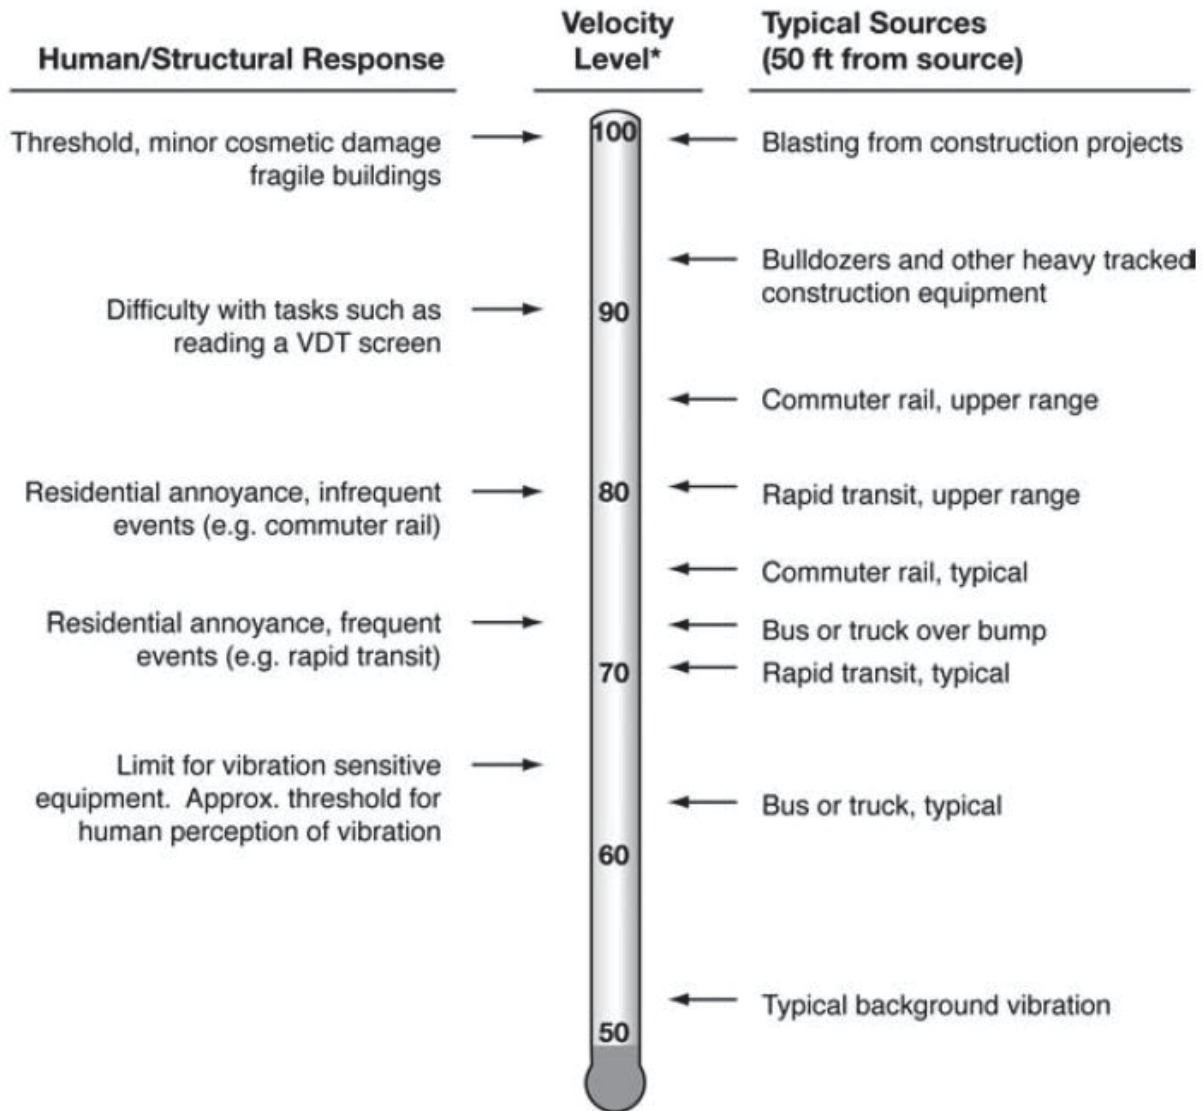 Human/Structural Response
Velocity
Level*
Typical Sources
(50 ft from source)
Threshold, minor cosmetic damage
fragile buildings
100
Blasting from construction projects
Bulldozers and other heavy tracked
construction equipment
Difficulty with tasks such as
reading a VDT screen
90
Commuter rail, upper range
Residential annoyance, infrequent
events (e.g. commuter rail)
80
Rapid transit, upper range
Commuter rail, typical
Residential annoyance, frequent
events (e.g. rapid transit)
Bus or truck over bump
70
Rapid transit, typical
Limit for vibration sensitive
equipment. Approx. threshold for
human perception of vibration
Bus or truck, typical
60
Typical background vibration
50